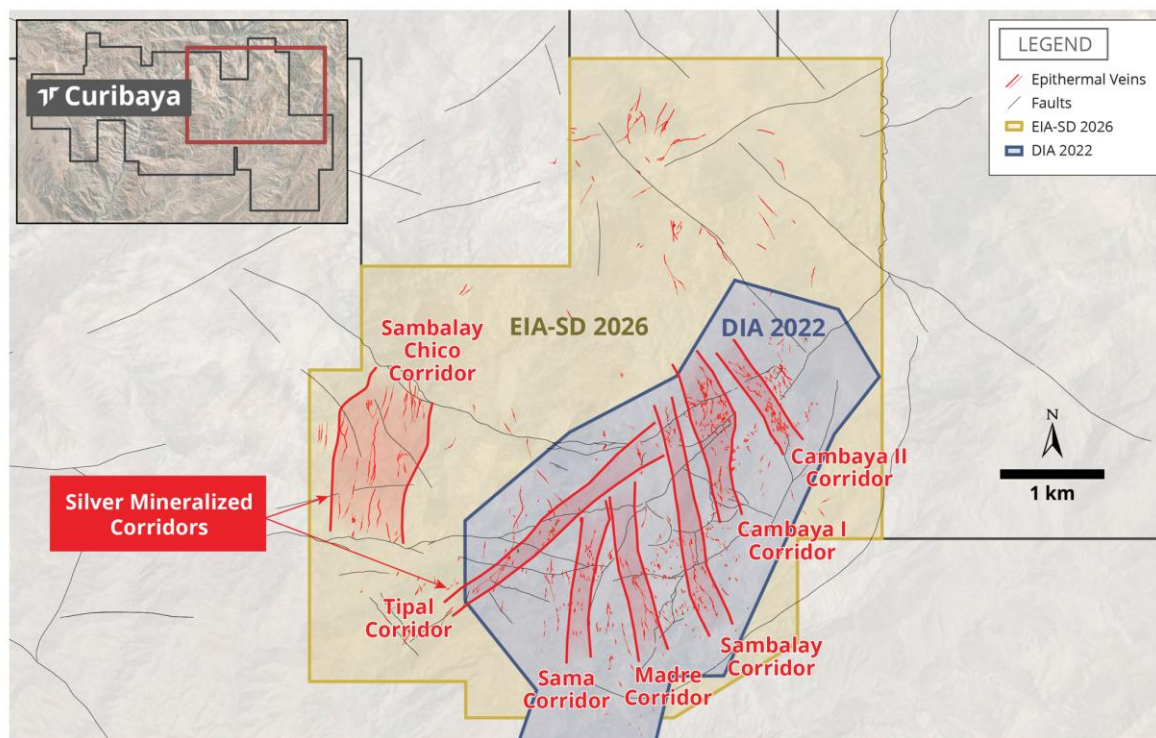 Curibaya
LEGEND
Epithermal Veins
Faults
EIA-SD 2026
DIA 2022
EIA-SD 2026
DIA 2022
Sambalay
Chico
Corridor
Silver Mineralized
Corridors
Tipal
Corridor
Sama
Corridor
Madre
Corridor
Sambalay
Corridor
Cambaya I
Corridor
Cambaya II
Corridor
N
1 km